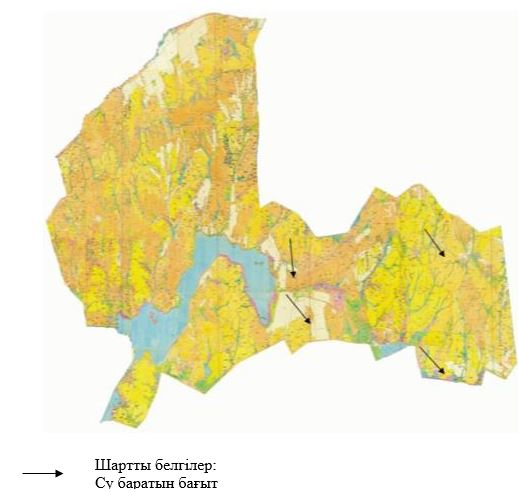 Шартты белгілер:
Су баратын бағыт